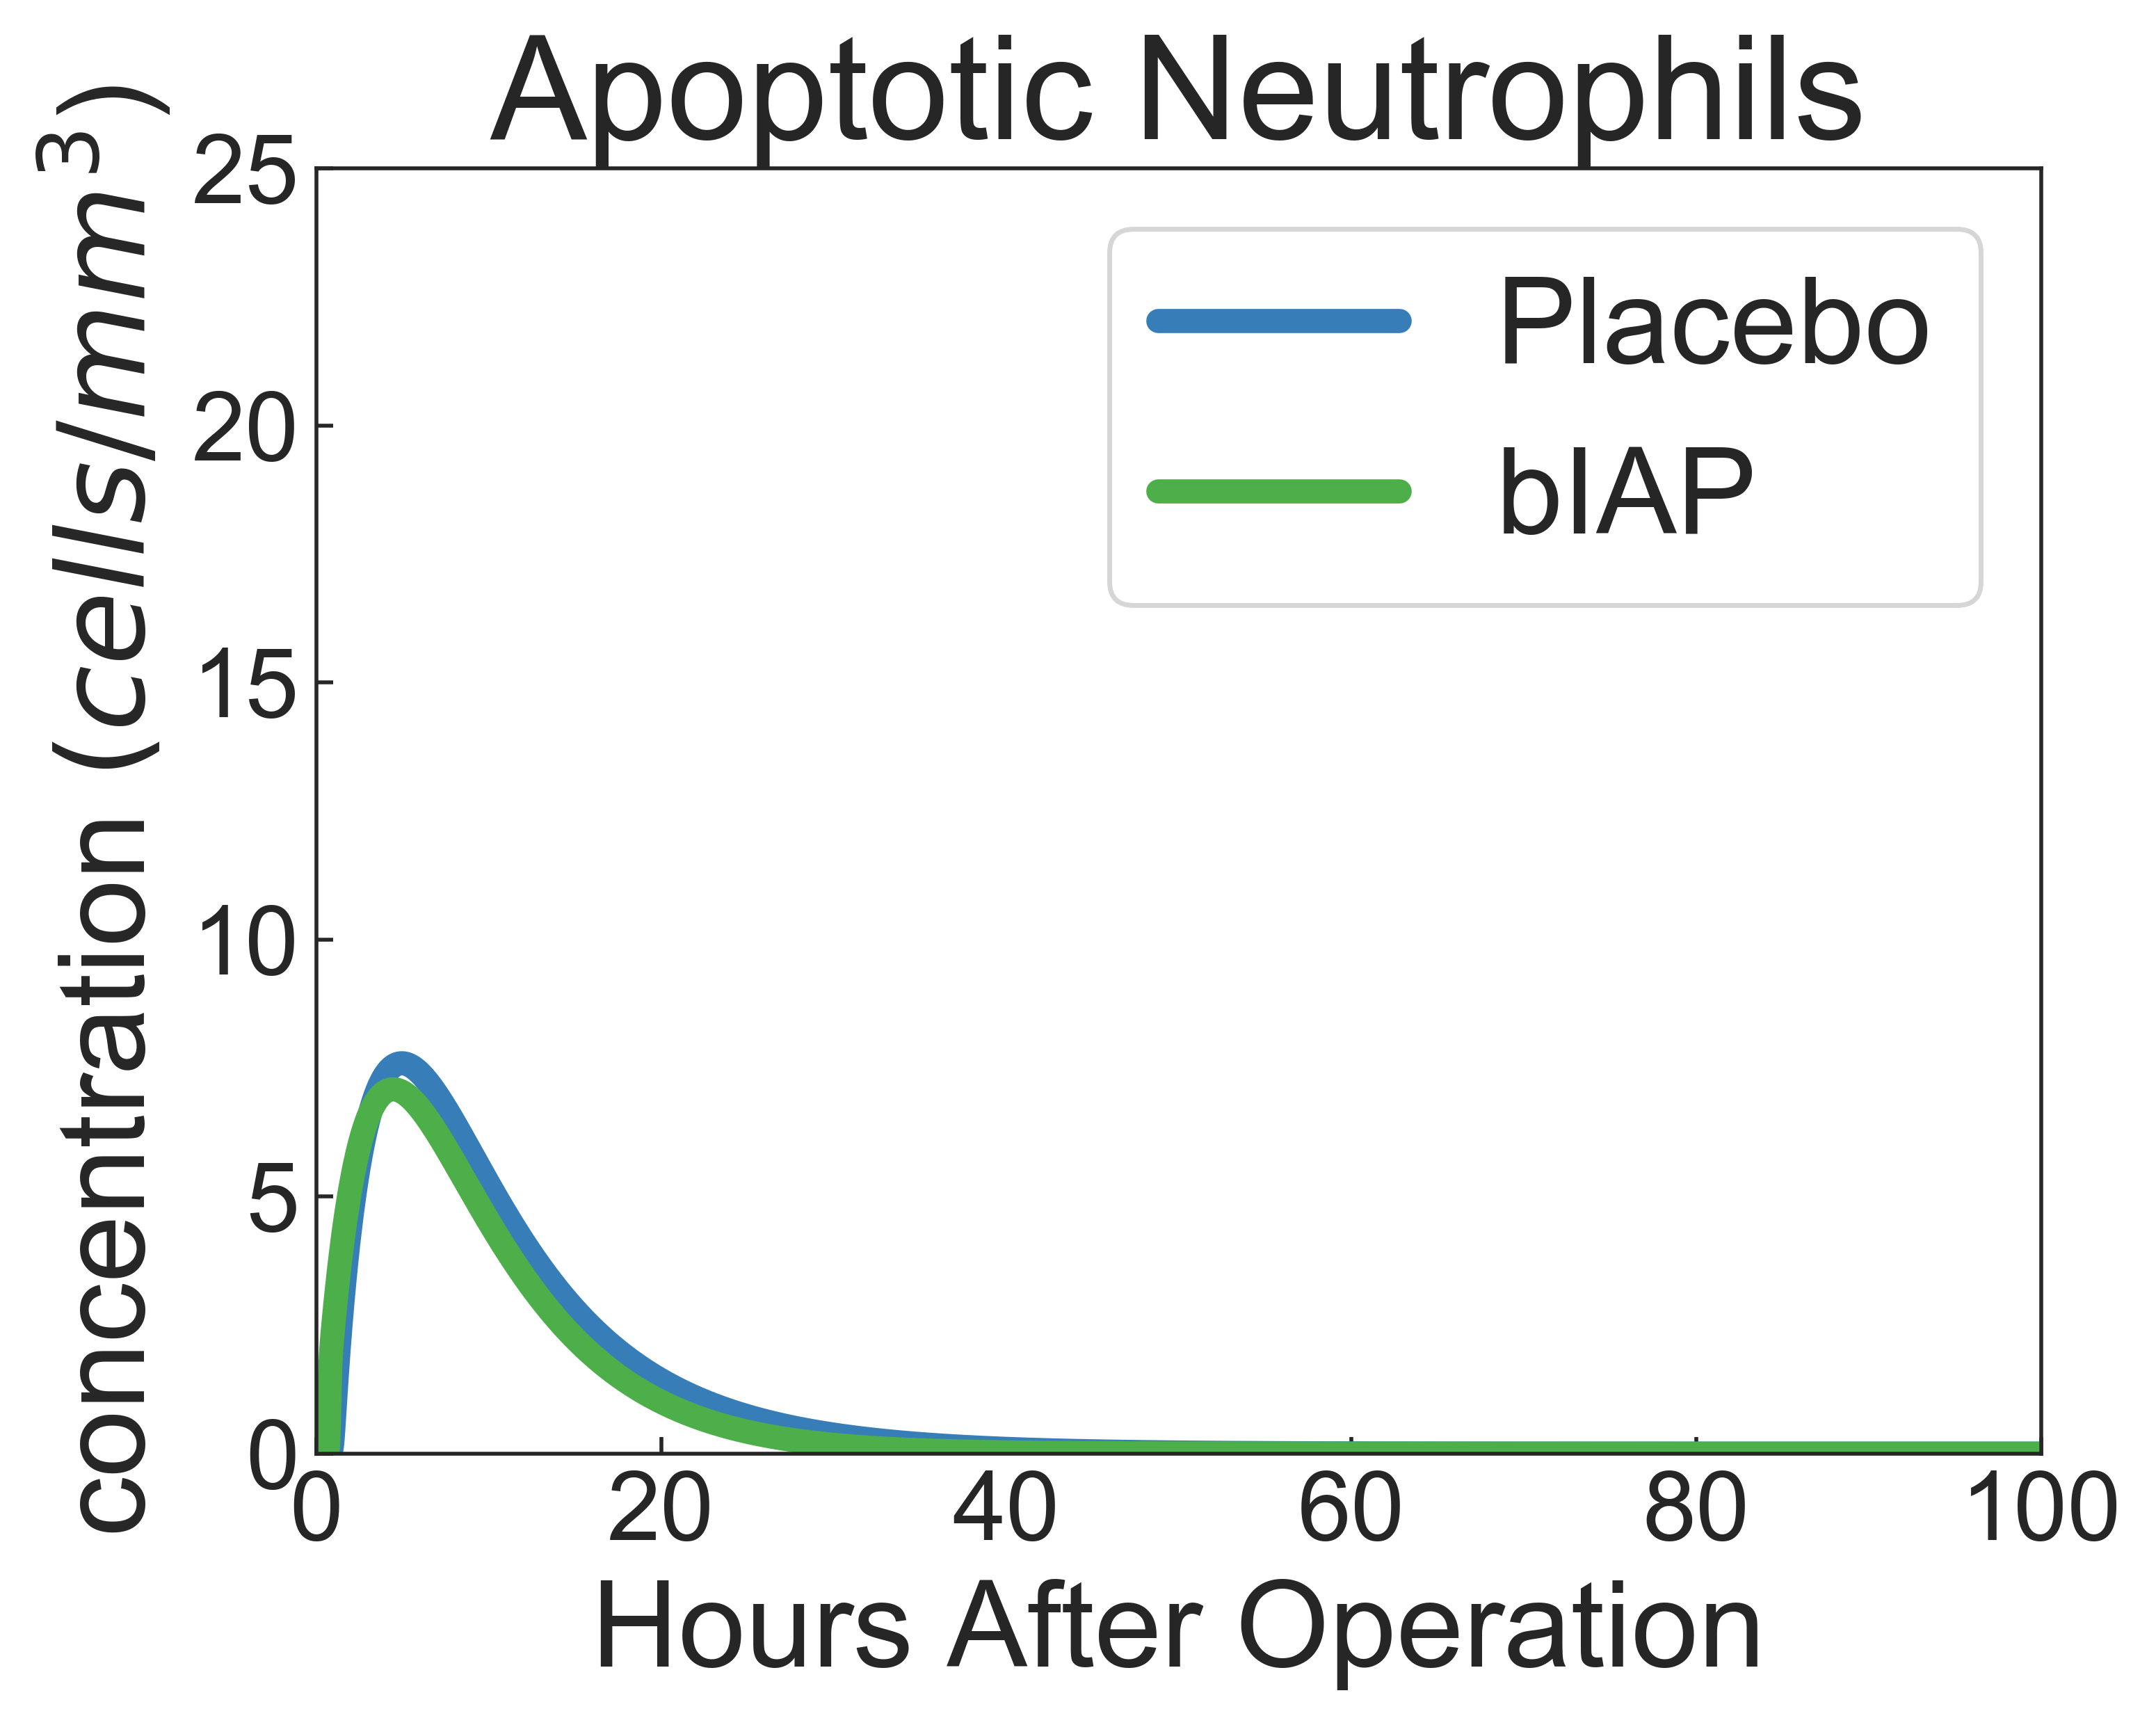 Apoptotic Neutrophils
concentration (cells/mm³)
25
20
15
10
5
0
Placebo
bIAP
0 20 40 60 80 100
Hours After Operation